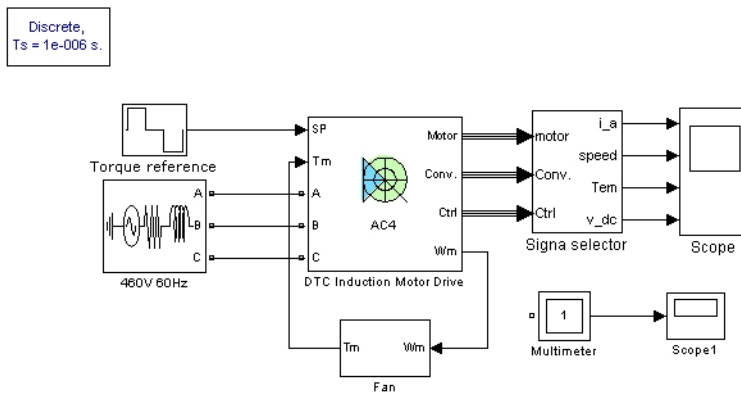 Discrete,
Ts = 1e-006 s.
Torque reference
SP
Tm
A
B
C
Motor
Conv.
Ctrl
Wm
AC4
DTC Induction Motor Drive
A
B
C
460V 60Hz
motor
Conv.
Ctrl
i_a
speed
Tem
v_dc
Signa selector
Scope
Tm
Wm
Fan
1
Multimeter
Scope1